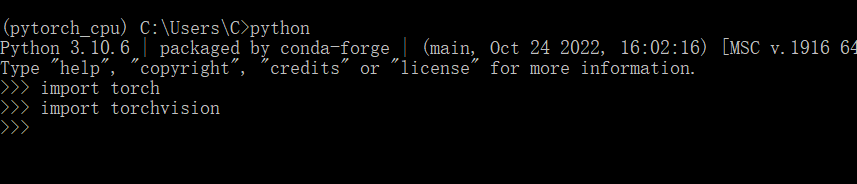 (pytorch_cpu) C:\Users\C>python
Python 3.10.6 | packaged by conda-forge | (main, Oct 24 2022, 16:02:16) [MSC v.1916 64
Type "help", "copyright", "credits" or "license" for more information.
>>> import torch
>>> import torchvision
>>>